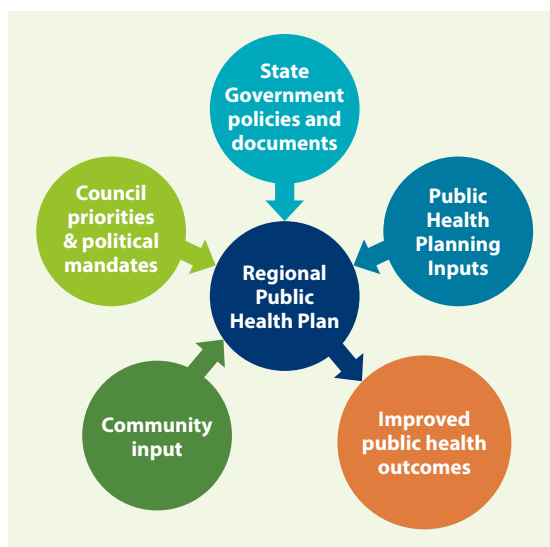 State
Government
policies and
documents
Council
priorities
& political
mandates
Public
Health
Planning
Inputs
Regional
Public
Health Plan
Community
input
Improved
public health
outcomes